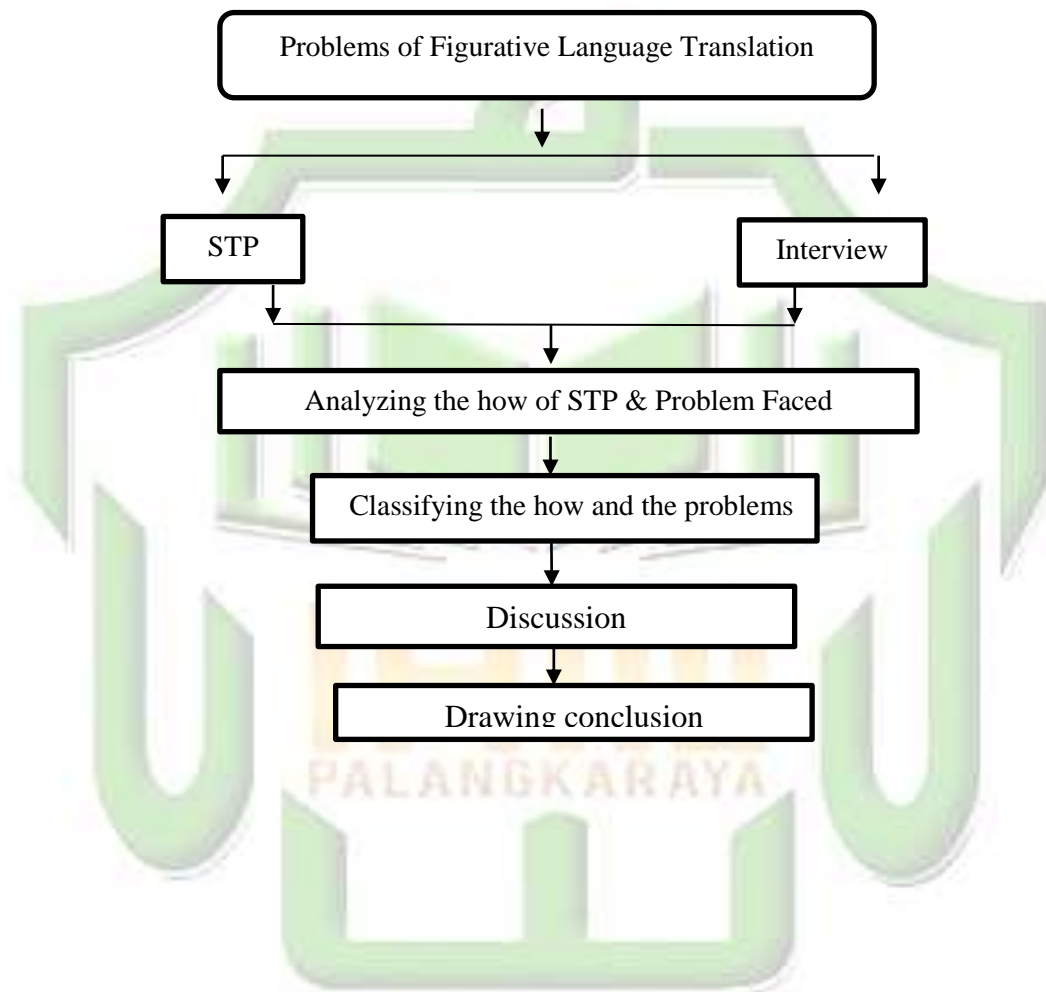 Problems of Figurative Language Translation
STP
Interview
Analyzing the how of STP & Problem Faced
Classifying the how and the problems
Discussion
Drawing conclusion
IAIN
PALANGKARAYA